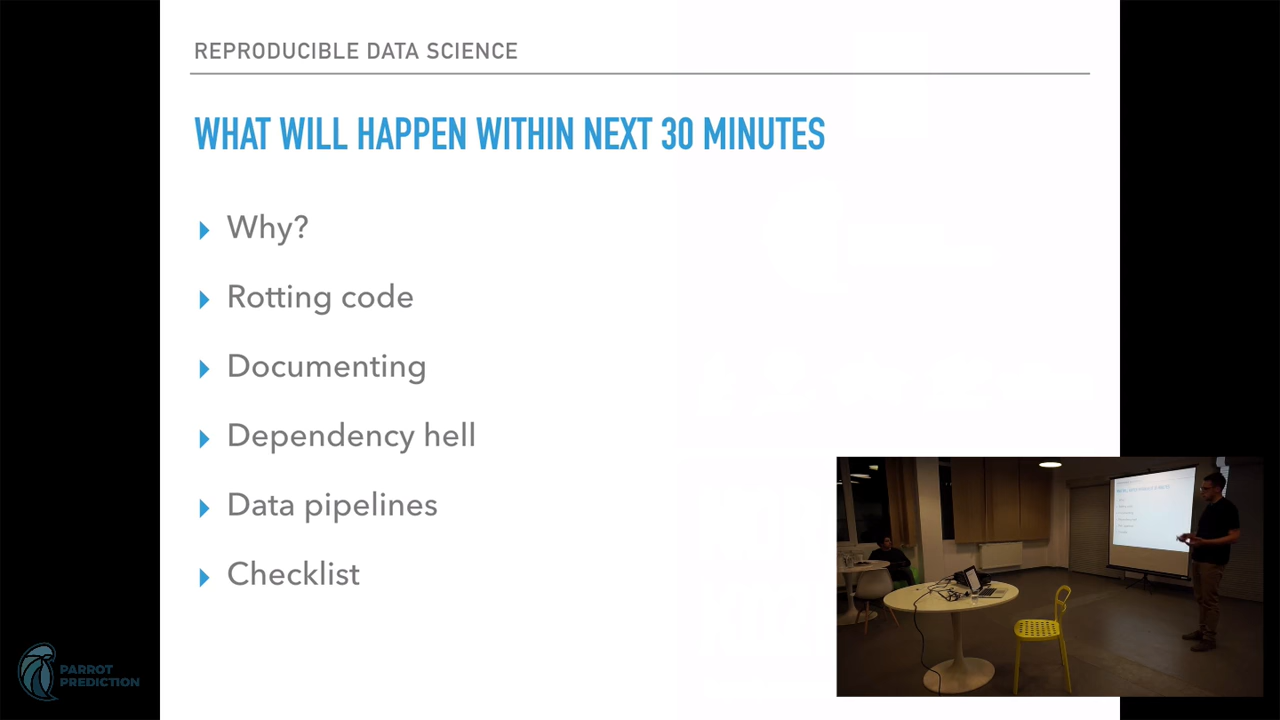 REPRODUCIBLE DATA SCIENCE
WHAT WILL HAPPEN WITHIN NEXT 30 MINUTES
Why?
Rotting code
Documenting
Dependency hell
Data pipelines
Checklist
PARROT
PREDICTION